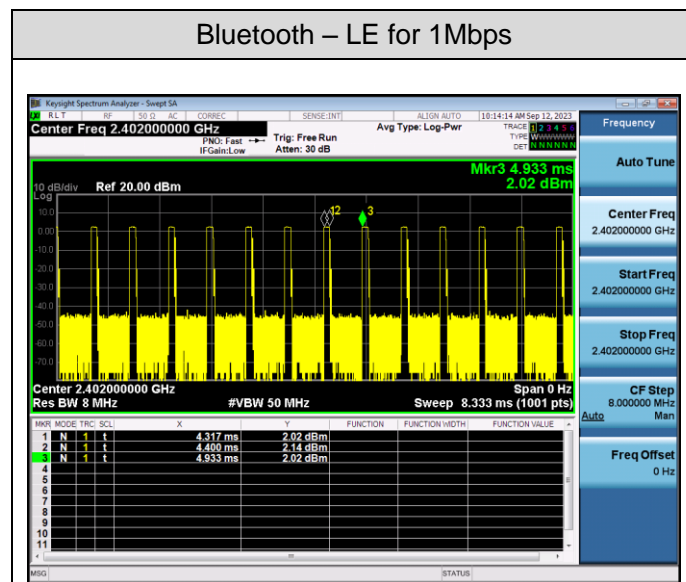 Bluetooth – LE for 1Mbps
Keysight Spectrum Analyzer - Swept SA
RLT RF 50 Ω AC CORREC SENSE:INT ALIGN AUTO 10:14:14 AM Sep 12, 2023
Center Freq 2.402000000 GHz
PNO: Fast
IFGain:Low
Trig: Free Run
Atten: 30 dB
Avg Type: Log-Pwr
TRACE 1 2 3 4 5 6
TYPE WWWWWW
DET N N N N N N
Mkr3 4.933 ms
2.02 dBm
10 dB/div Ref 20.00 dBm
Log
10.0
0.00
-10.0
-20.0
-30.0
-40.0
-50.0
-60.0
-70.0
12 3
Center 2.402000000 GHz Span 0 Hz
Res BW 8 MHz #VBW 50 MHz Sweep 8.333 ms (1001 pts)
MKR MODE TRC SCL X Y FUNCTION FUNCTION WIDTH FUNCTION VALUE
1 N 1 t 4.317 ms 2.02 dBm
2 N 1 t 4.400 ms 2.14 dBm
3 N 1 t 4.933 ms 2.02 dBm
4
5
6
7
8
9
10
11
MSG STATUS
Frequency
Auto Tune
Center Freq
2.402000000 GHz
Start Freq
2.402000000 GHz
Stop Freq
2.402000000 GHz
CF Step
8.000000 MHz
Auto Man
Freq Offset
0 Hz